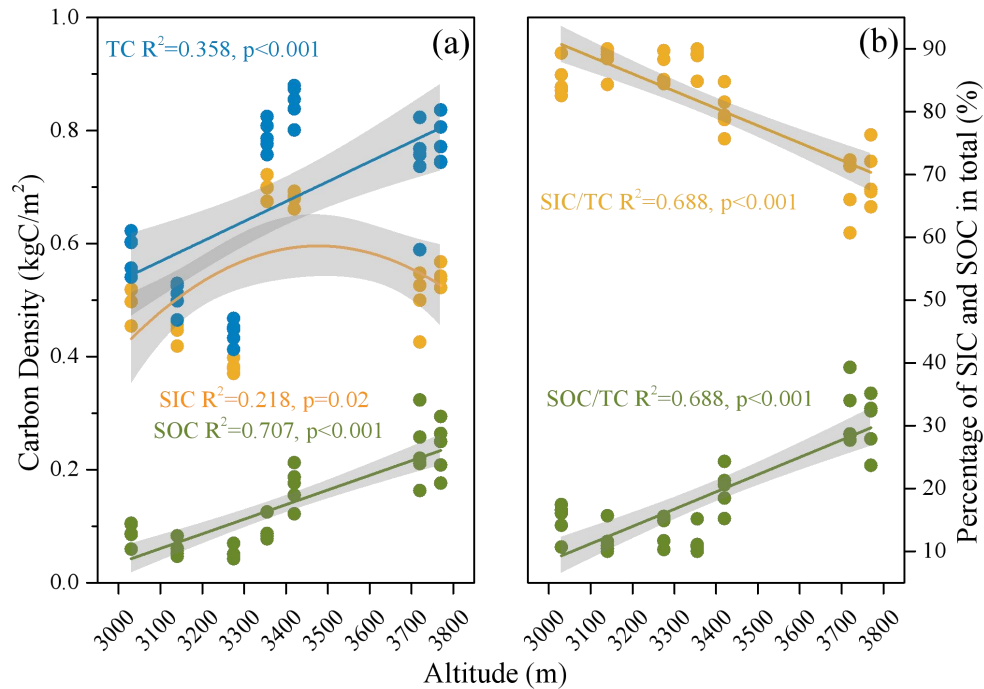 (a)
TC R²=0.358, p<0.001
SIC R²=0.218, p=0.02
SOC R²=0.707, p<0.001
Carbon Density (kgC/m²)
1.0
0.8
0.6
0.4
0.2
0.0
3000 3100 3200 3300 3400 3500 3600 3700 3800
(b)
SIC/TC R²=0.688, p<0.001
SOC/TC R²=0.688, p<0.001
90
80
70
60
50
40
30
20
10
Percentage of SIC and SOC in total (%)
3000 3100 3200 3300 3400 3500 3600 3700 3800
Altitude (m)